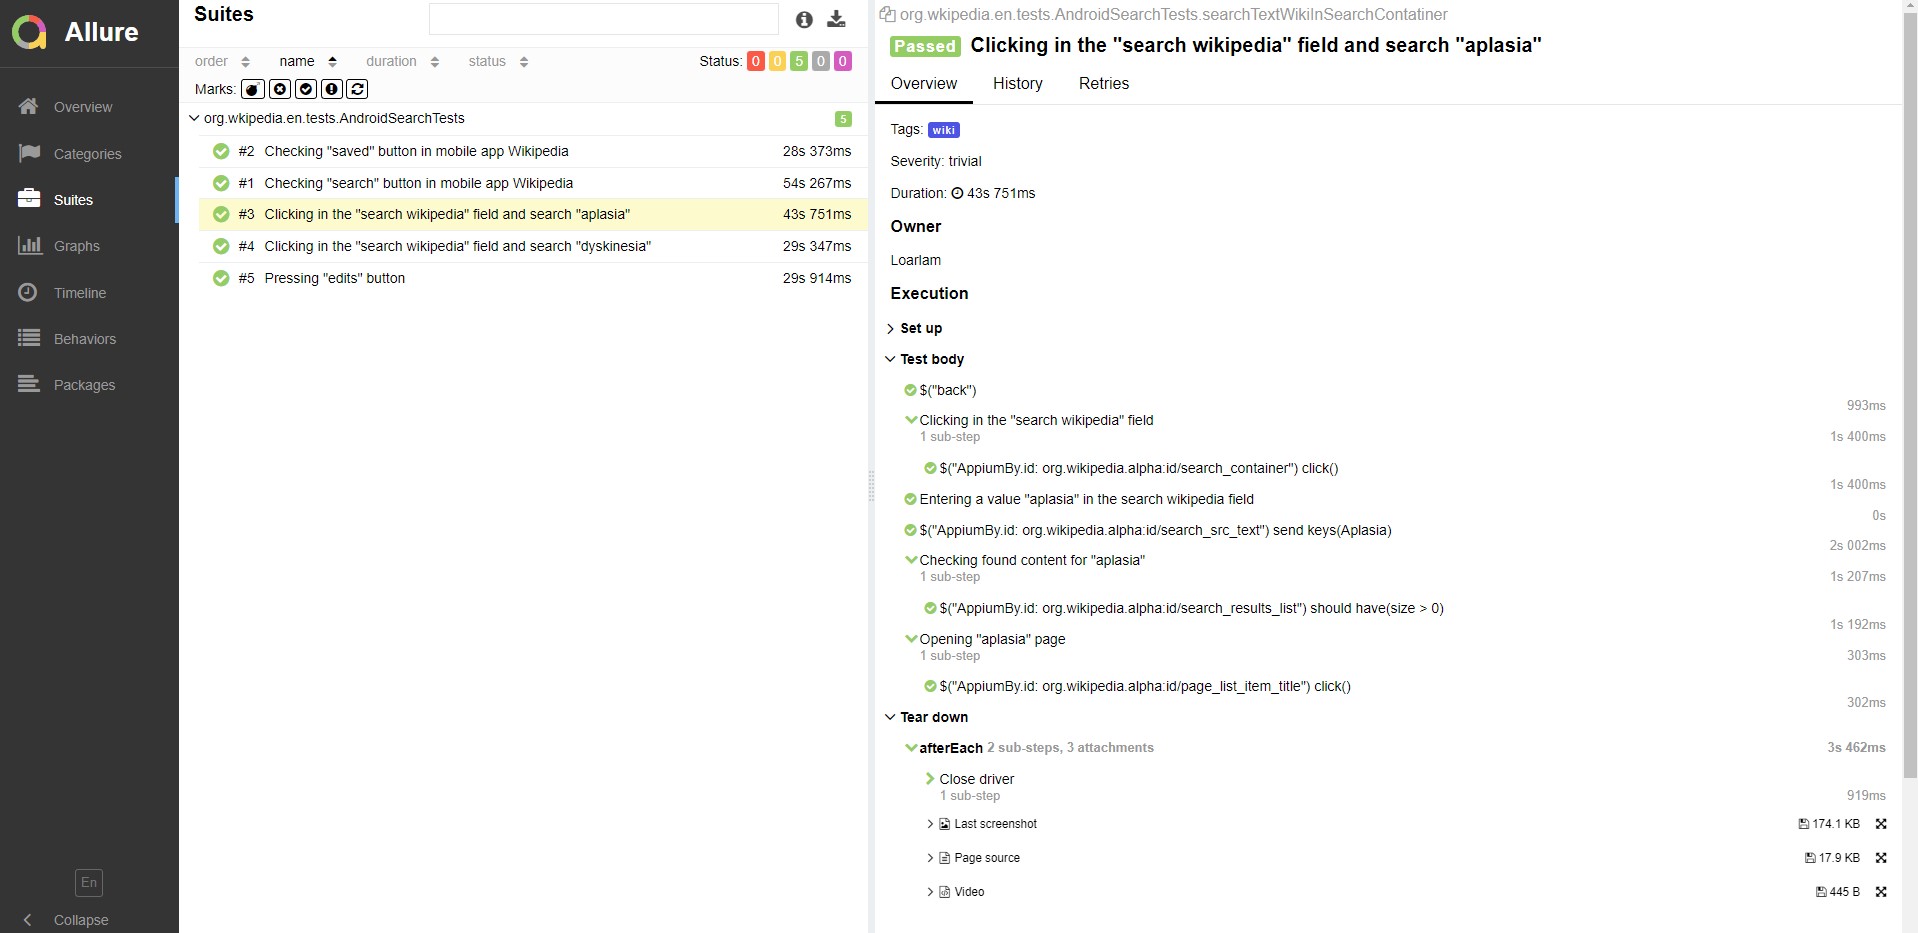 Allure
Overview
Categories
Suites
Graphs
Timeline
Behaviors
Packages
En
Collapse
Suites
order name duration status Status: 0 0 5 0 0
Marks:
org.wkipedia.en.tests.AndroidSearchTests 5
#2 Checking "saved" button in mobile app Wikipedia 28s 373ms
#1 Checking "search" button in mobile app Wikipedia 54s 267ms
#3 Clicking in the "search wikipedia" field and search "aplasia" 43s 751ms
#4 Clicking in the "search wikipedia" field and search "dyskinesia" 29s 347ms
#5 Pressing "edits" button 29s 914ms
org.wkipedia.en.tests.AndroidSearchTests.searchTextWikiInSearchContatiner
Passed Clicking in the "search wikipedia" field and search "aplasia"
Overview History Retries
Tags: wiki
Severity: trivial
Duration: 43s 751ms
Owner
Loarlam
Execution
Set up
Test body
$("back")
993ms
Clicking in the "search wikipedia" field
1 sub-step 1s 400ms
$("AppiumBy.id: org.wikipedia.alpha:id/search_container") click()
1s 400ms
Entering a value "aplasia" in the search wikipedia field
0s
$("AppiumBy.id: org.wikipedia.alpha:id/search_src_text") send keys(Aplasia)
2s 002ms
Checking found content for "aplasia"
1 sub-step 1s 207ms
$("AppiumBy.id: org.wikipedia.alpha:id/search_results_list") should have(size > 0)
1s 192ms
Opening "aplasia" page
1 sub-step 303ms
$("AppiumBy.id: org.wikipedia.alpha:id/page_list_item_title") click()
302ms
Tear down
afterEach 2 sub-steps, 3 attachments 3s 462ms
Close driver
1 sub-step 919ms
Last screenshot 174.1 KB
Page source 17.9 KB
Video 445 B